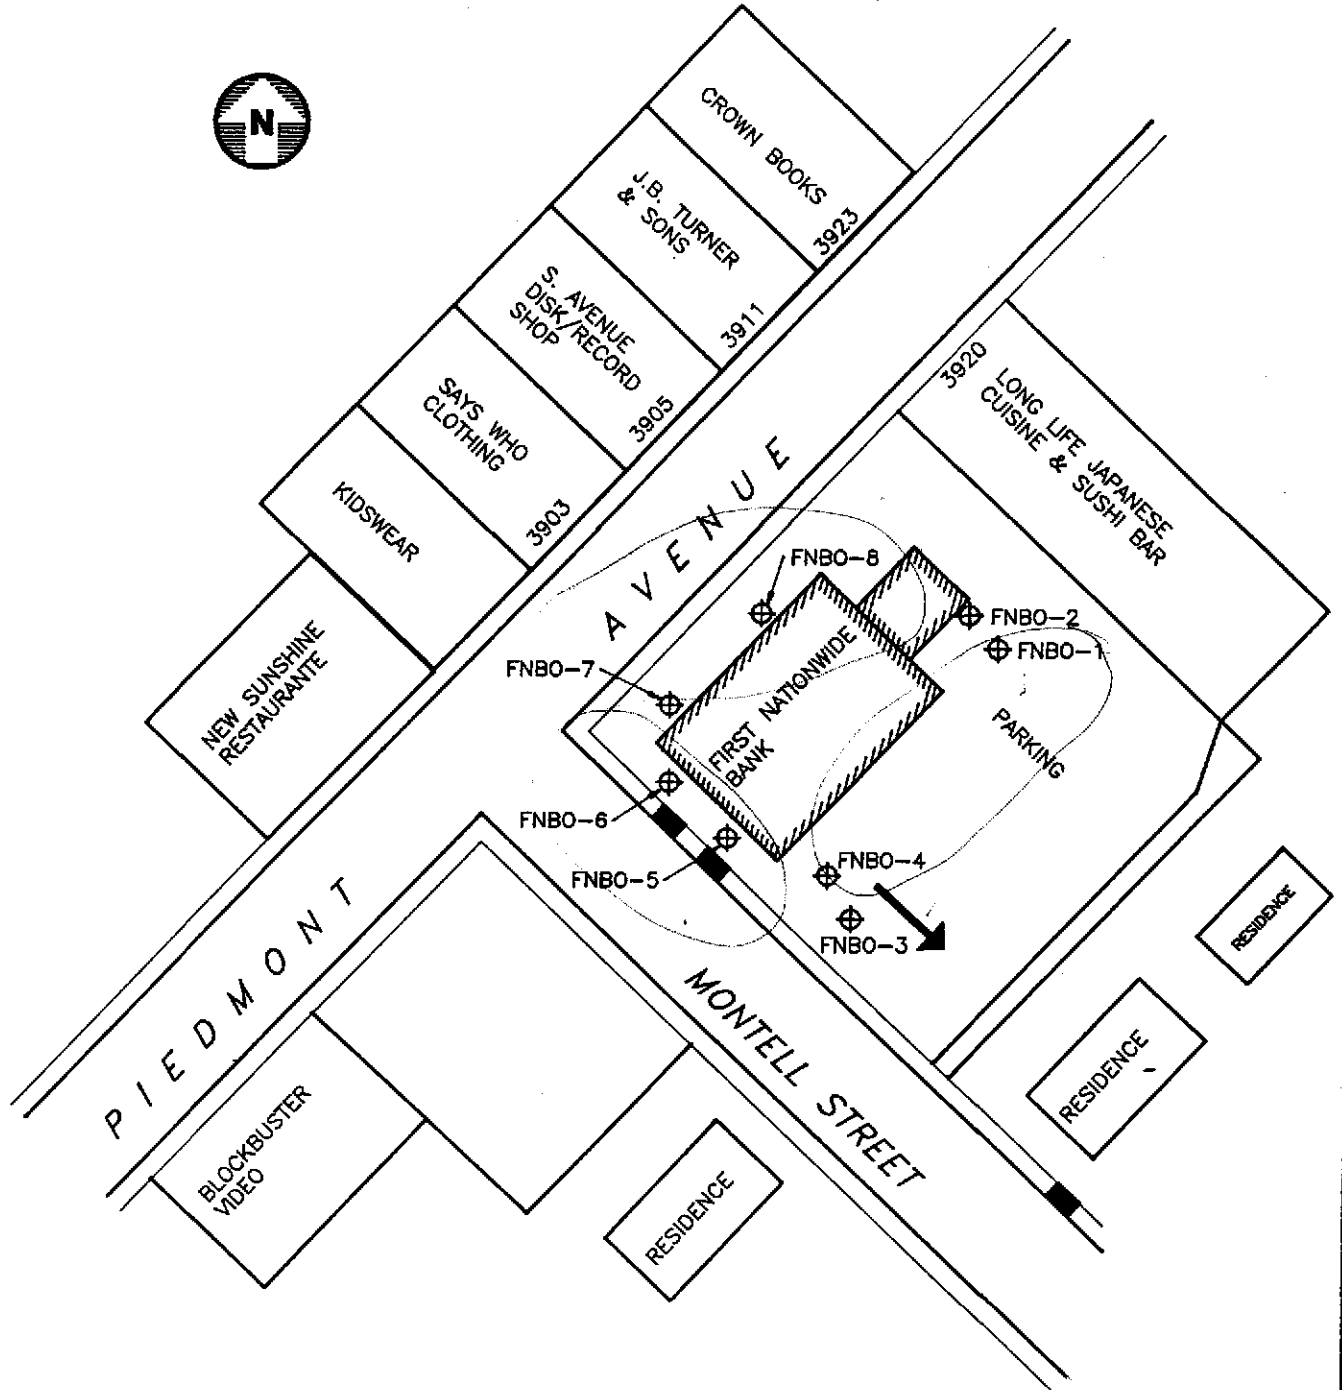 N
CROWN BOOKS
3923
J.B. TURNER
& SONS
3911
S. AVENUE
DISK/RECORD
SHOP
3905
SAYS WHO
CLOTHING
3903
KIDSWEAR
NEW SUNSHINE
RESTAURANTE
3920
LONG LIFE JAPANESE
CUISINE & SUSHI BAR
PIEDMONT AVENUE
FNBO-8
FNBO-2
FNBO-1
FNBO-7
FIRST NATIONWIDE
BANK
PARKING
FNBO-6
FNBO-5
FNBO-4
FNBO-3
MONTELL STREET
RESIDENCE
RESIDENCE
BLOCKBUSTER
VIDEO
RESIDENCE